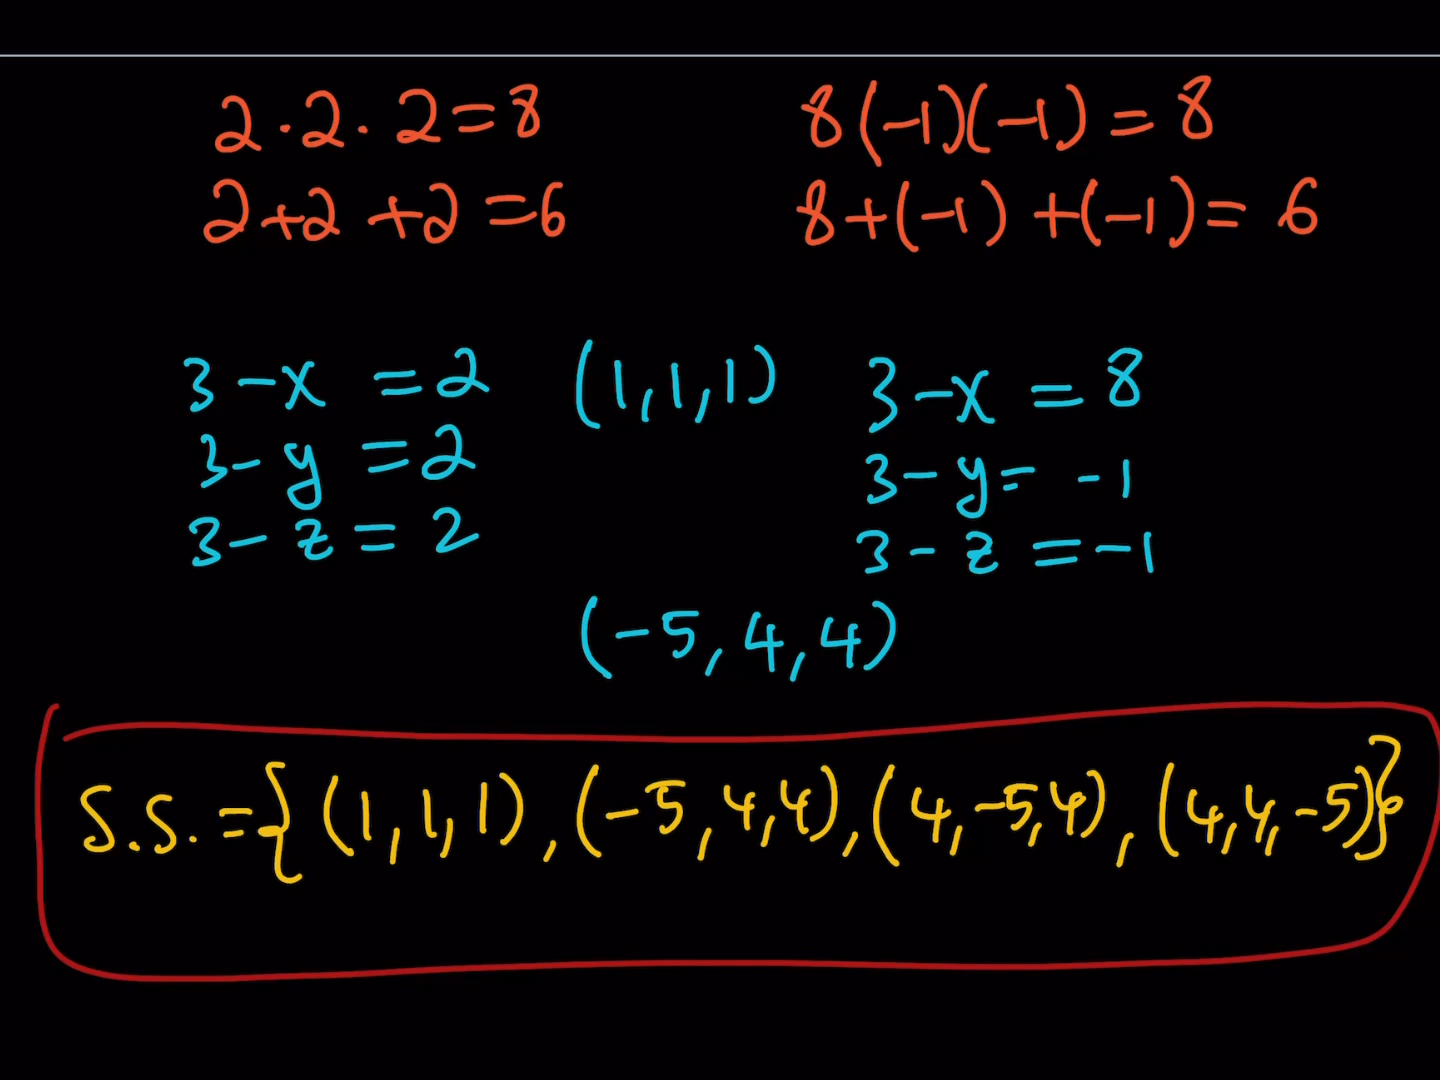 2·2·2=8
8(-1)(-1)=8
2+2+2=6
8+(-1)+(-1)=6
3-x=2
(1,1,1)
3-x=8
3-y=2
3-y=-1
3-z=2
3-z=-1
(-5,4,4)
S.S.={(1,1,1),(-5,4,4),(4,-5,4),(4,4,-5)}